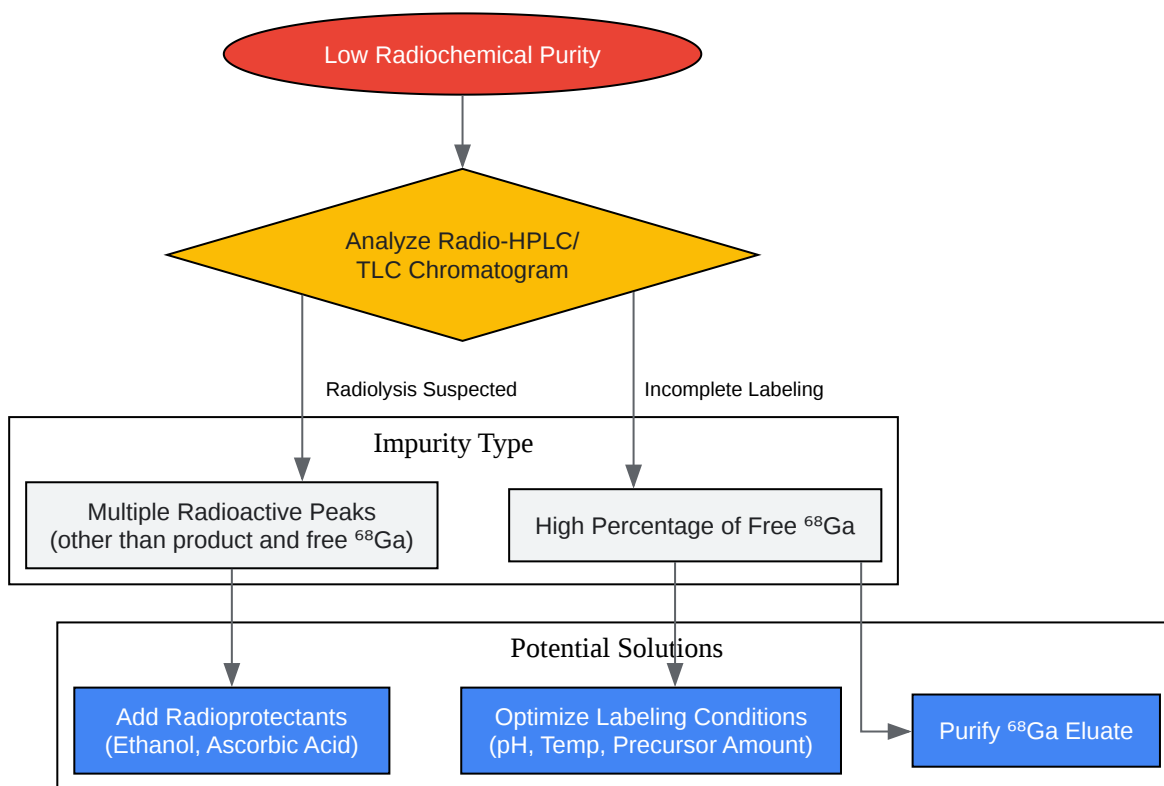 Low Radiochemical Purity
Analyze Radio-HPLC/
TLC Chromatogram
Radiolysis Suspected
Incomplete Labeling
Impurity Type
Multiple Radioactive Peaks
(other than product and free ⁶⁸Ga)
High Percentage of Free ⁶⁸Ga
Potential Solutions
Add Radioprotectants
(Ethanol, Ascorbic Acid)
Optimize Labeling Conditions
(pH, Temp, Precursor Amount)
Purify ⁶⁸Ga Eluate